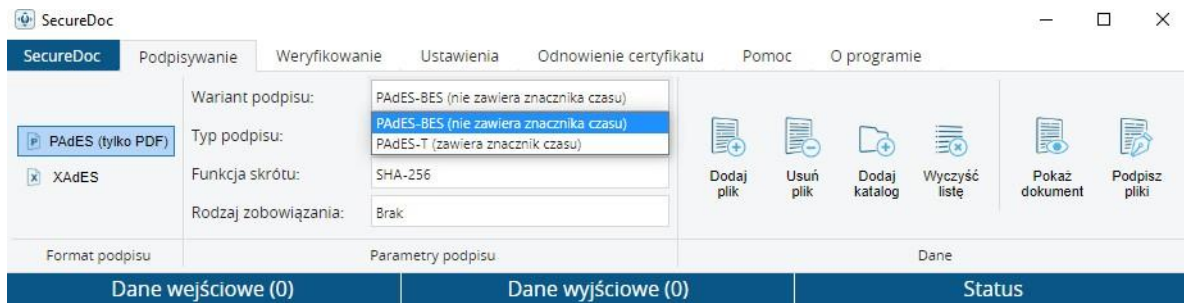 SecureDoc
SecureDoc Podpisywanie Weryfikowanie Ustawienia Odnowienie certyfikatu Pomoc O programie
PAdES (tylko PDF)
XAdES
Format podpisu
Wariant podpisu: PAdES-BES (nie zawiera znacznika czasu)
PAdES-BES (nie zawiera znacznika czasu)
PAdES-T (zawiera znacznik czasu)
Typ podpisu:
Funkcja skrótu: SHA-256
Rodzaj zobowiązania: Brak
Parametry podpisu
Dodaj
plik
Usuń
plik
Dodaj
katalog
Wyczyść
listę
Pokaż
dokument
Podpisz
pliki
Dane
Dane wejściowe (0) Dane wyjściowe (0) Status